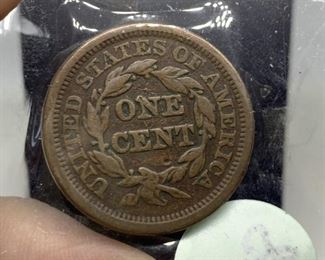 UNITED STATES OF AMERICA
ONE
CENT